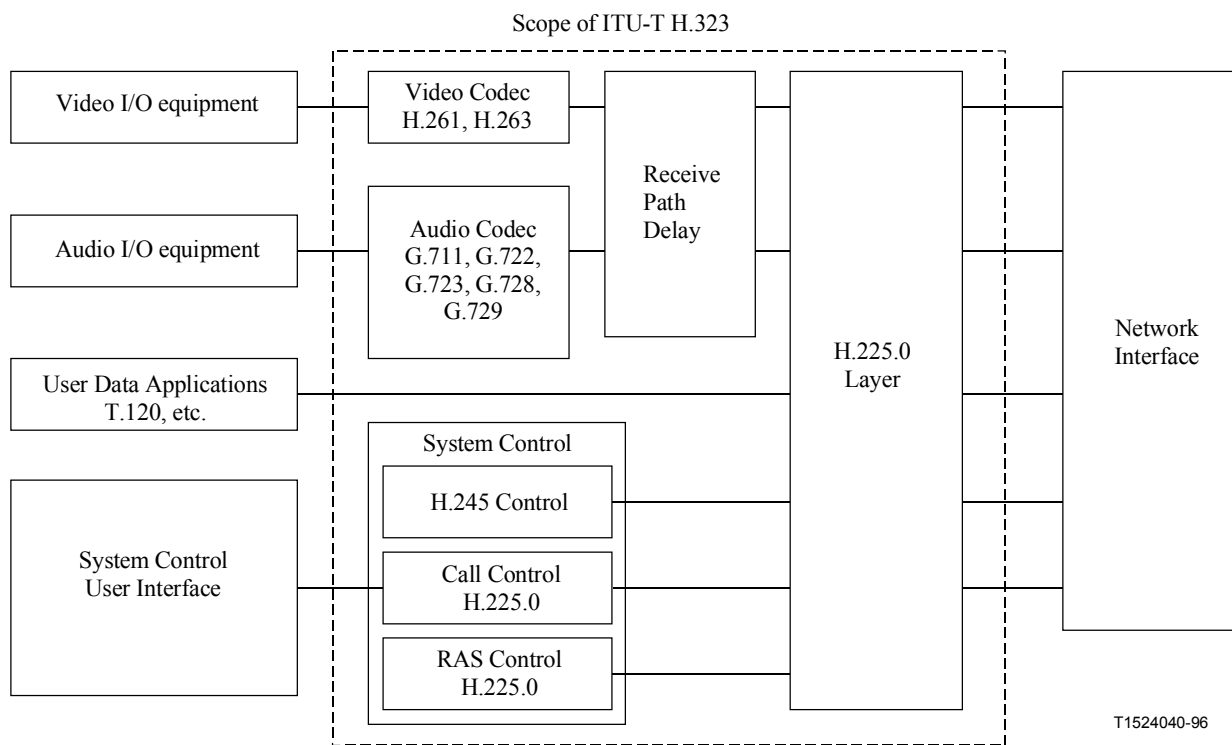 Scope of ITU-T H.323
Video I/O equipment
Video Codec
H.261, H.263
Receive
Path
Delay
Audio I/O equipment
Audio Codec
G.711, G.722,
G.723, G.728,
G.729
User Data Applications
T.120, etc.
H.225.0
Layer
Network
Interface
System Control
H.245 Control
System Control
User Interface
Call Control
H.225.0
RAS Control
H.225.0
T1524040-96